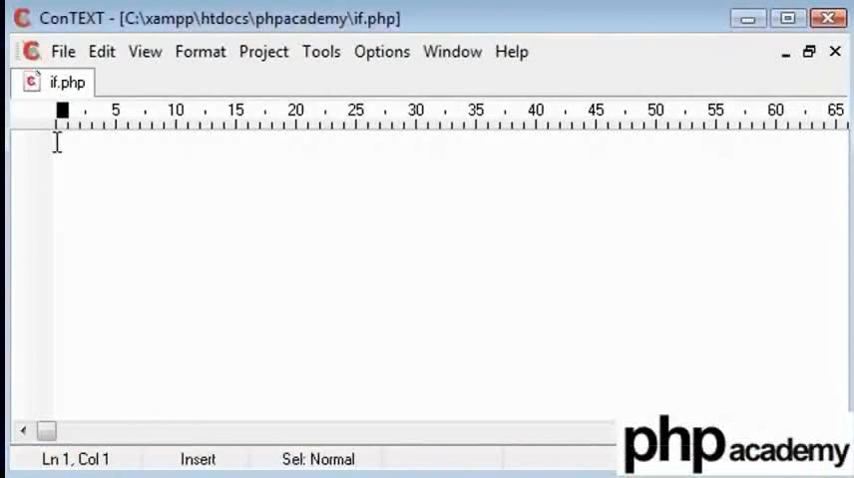 ConTEXT - [C:\xampp\htdocs\phpacademy\if.php]
File Edit View Format Project Tools Options Window Help
if.php
5 10 15 20 25 30 35 40 45 50 55 60 65
Ln 1, Col 1 Insert Sel: Normal
php academy